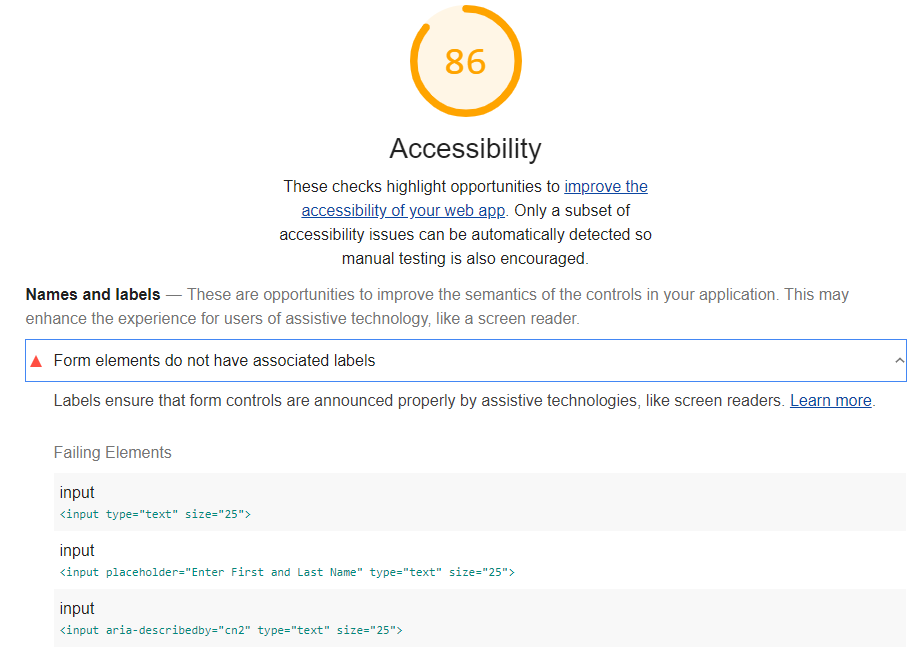 86
Accessibility
These checks highlight opportunities to improve the
accessibility of your web app. Only a subset of
accessibility issues can be automatically detected so
manual testing is also encouraged.
Names and labels — These are opportunities to improve the semantics of the controls in your application. This may
enhance the experience for users of assistive technology, like a screen reader.
Form elements do not have associated labels
Labels ensure that form controls are announced properly by assistive technologies, like screen readers. Learn more.
Failing Elements
input
<input type="text" size="25">
input
<input placeholder="Enter First and Last Name" type="text" size="25">
input
<input aria-describedby="cn2" type="text" size="25">